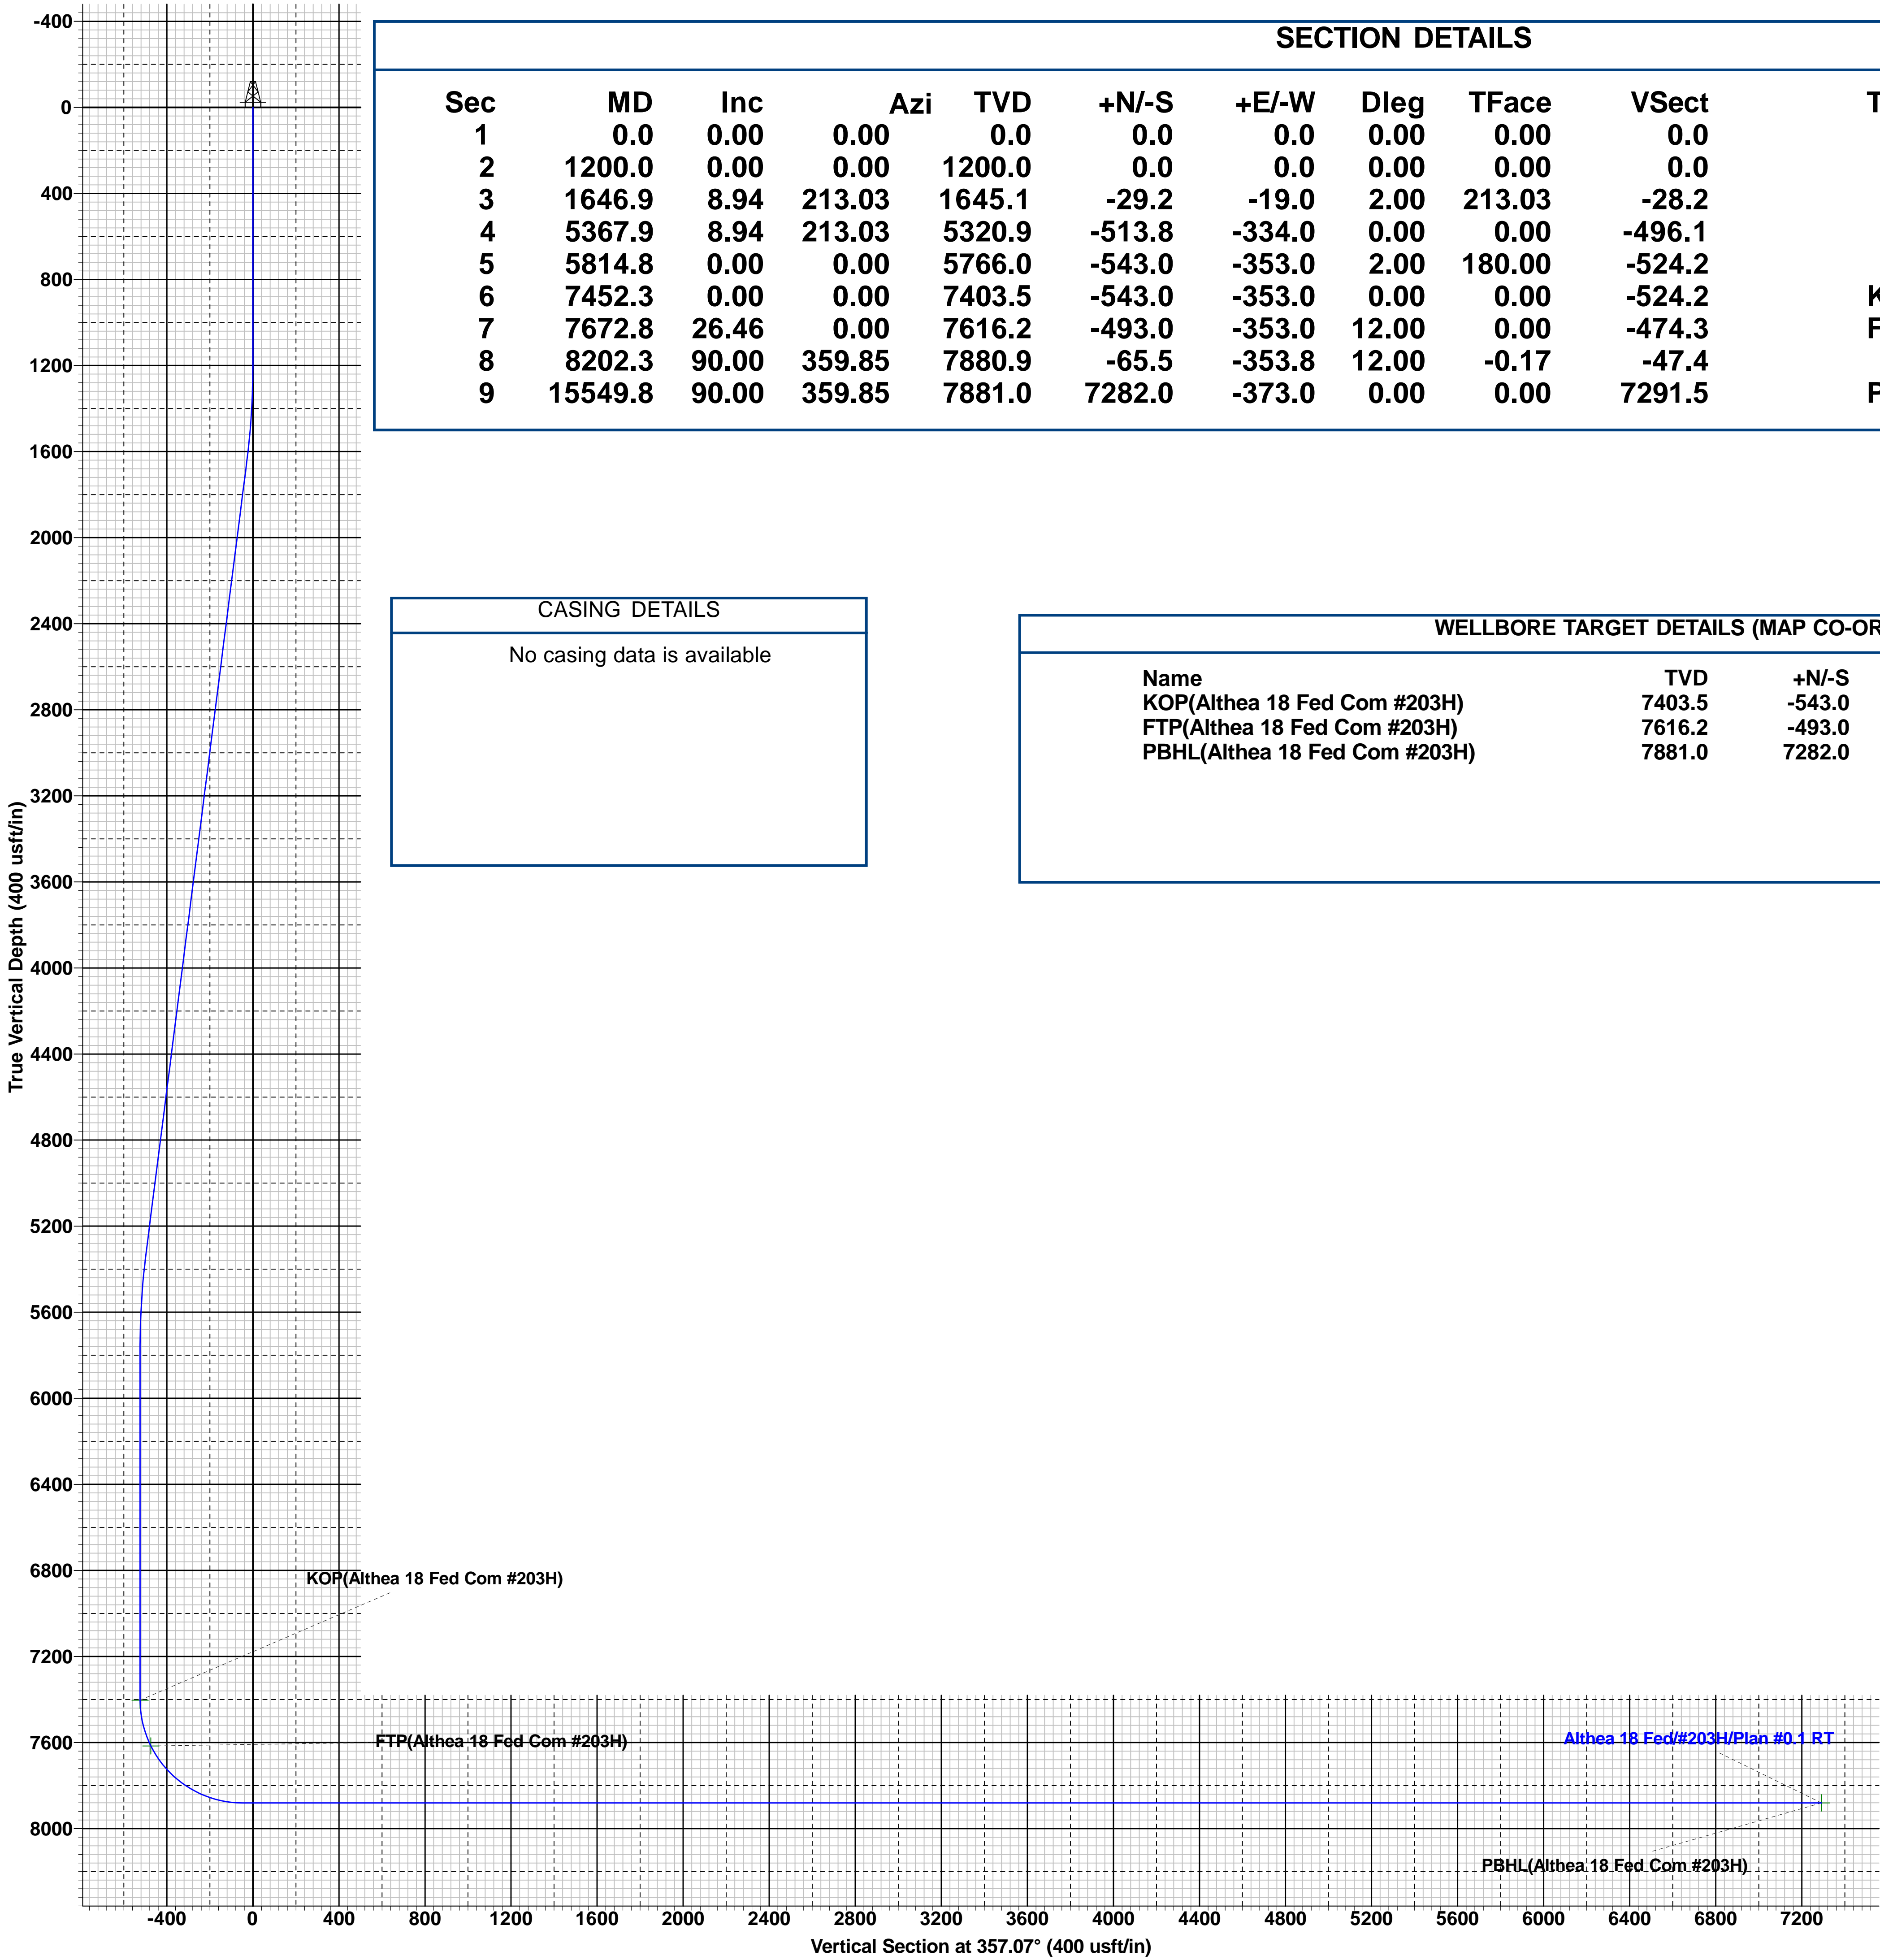 SECTION DETAILS
Sec MD Inc Azi TVD +N/-S +E/-W Dleg TFace VSect T
1 0.0 0.00 0.00 0.0 0.0 0.0 0.00 0.00 0.0
2 1200.0 0.00 0.00 1200.0 0.0 0.0 0.00 0.00 0.0
3 1646.9 8.94 213.03 1645.1 -29.2 -19.0 2.00 213.03 -28.2
4 5367.9 8.94 213.03 5320.9 -513.8 -334.0 0.00 0.00 -496.1
5 5814.8 0.00 0.00 5766.0 -543.0 -353.0 2.00 180.00 -524.2
6 7452.3 0.00 0.00 7403.5 -543.0 -353.0 0.00 0.00 -524.2 K
7 7672.8 26.46 0.00 7616.2 -493.0 -353.0 12.00 0.00 -474.3 F
8 8202.3 90.00 359.85 7880.9 -65.5 -353.8 12.00 -0.17 -47.4
9 15549.8 90.00 359.85 7881.0 7282.0 -373.0 0.00 0.00 7291.5 P
CASING DETAILS
No casing data is available
WELLBORE TARGET DETAILS (MAP CO-OR
Name TVD +N/-S
KOP(Althea 18 Fed Com #203H) 7403.5 -543.0
FTP(Althea 18 Fed Com #203H) 7616.2 -493.0
PBHL(Althea 18 Fed Com #203H) 7881.0 7282.0
True Vertical Depth (400 usft/in)
-400
0
400
800
1200
1600
2000
2400
2800
3200
3600
4000
4400
4800
5200
5600
6000
6400
6800
7200
7600
8000
KOP(Althea 18 Fed Com #203H)
FTP(Althea 18 Fed Com #203H)
Althea 18 Fed/#203H/Plan #0.1 RT
PBHL(Althea 18 Fed Com #203H)
-400 0 400 800 1200 1600 2000 2400 2800 3200 3600 4000 4400 4800 5200 5600 6000 6400 6800 7200
Vertical Section at 357.07° (400 usft/in)